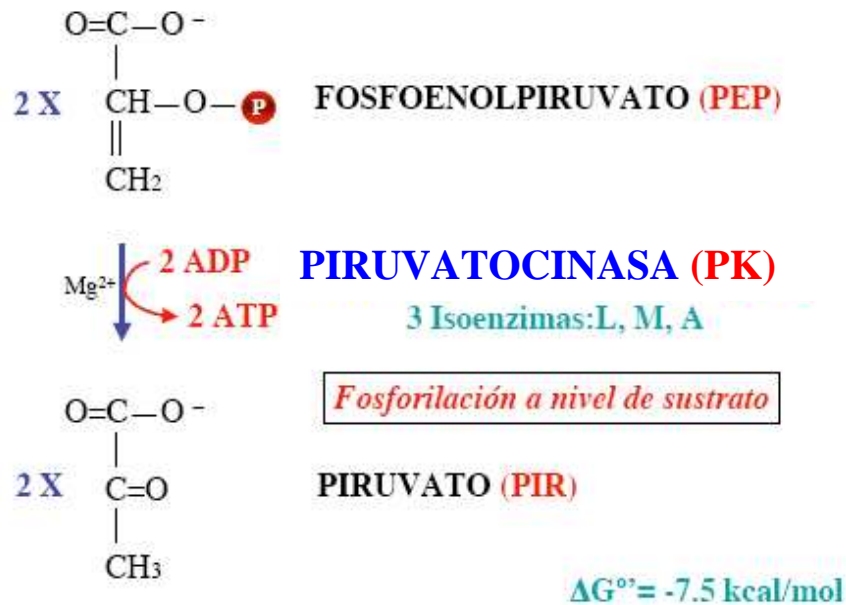 O=C—O⁻
2 X CH—O—P FOSFOENOLPIRUVATO (PEP)
CH₂
Mg²⁺ 2 ADP PIRUVATOCINASA (PK)
2 ATP 3 Isoenzimas:L, M, A
Fosforilación a nivel de sustrato
O=C—O⁻
2 X C=O PIRUVATO (PIR)
CH₃
ΔG°’= -7.5 kcal/mol